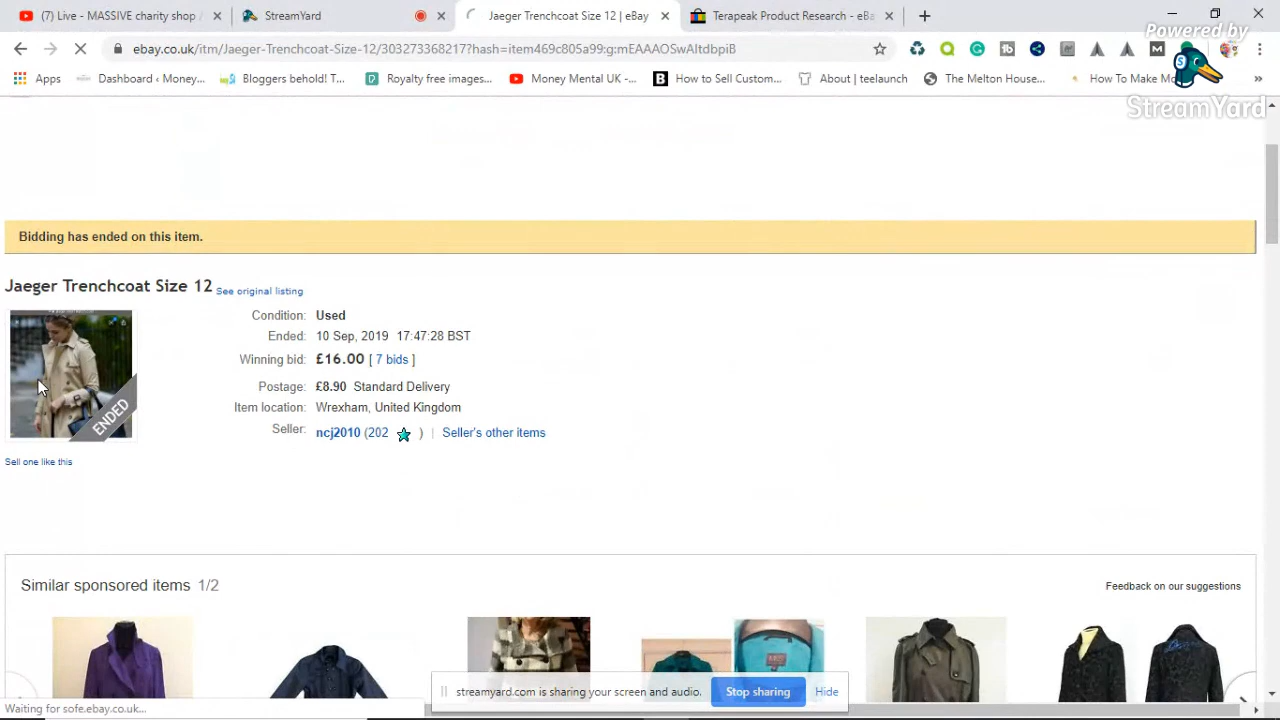 (7) Live - MASSIVE charity shop
StreamYard
Jaeger Trenchcoat Size 12 | eBay
Terapeak Product Research - eBa
Powered by
StreamYard
ebay.co.uk/itm/Jaeger-Trenchcoat-Size-12/303273368217?hash=item469c805a99:g:mEAAAOSwAltdbpiB
Apps
Dashboard ‹ Money...
Bloggers behold! T...
Royalty free images...
Money Mental UK -...
How to Sell Custom...
About | teelaunch
The Melton House...
How To Make Mo
»
Bidding has ended on this item.
Jaeger Trenchcoat Size 12 See original listing
ENDED
Condition: Used
Ended: 10 Sep, 2019 17:47:28 BST
Winning bid: £16.00 [ 7 bids ]
Postage: £8.90 Standard Delivery
Item location: Wrexham, United Kingdom
Seller: ncj2010 (202 ) | Seller's other items
Sell one like this
Similar sponsored items 1/2
Feedback on our suggestions
streamyard.com is sharing your screen and audio.
Stop sharing
Hide
Waiting for sofe.ebay.co.uk...